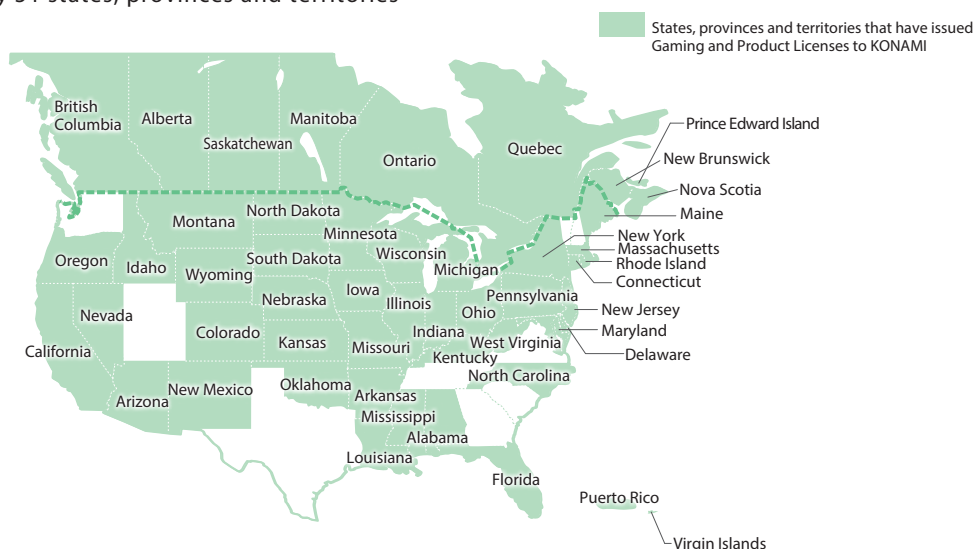 51 states, provinces and territories
States, provinces and territories that have issued
Gaming and Product Licenses to KONAMI
British
Columbia
Alberta
Saskatchewan
Manitoba
Ontario
Quebec
Prince Edward Island
New Brunswick
Nova Scotia
Maine
New York
Massachusetts
Rhode Island
Connecticut
Montana
North Dakota
Minnesota
Oregon
Idaho
Wyoming
South Dakota
Wisconsin
Michigan
Nebraska
Iowa
Illinois
Pennsylvania
Ohio
New Jersey
Nevada
Colorado
Kansas
Missouri
Indiana
West Virginia
Maryland
California
Kentucky
Delaware
Arizona
New Mexico
Oklahoma
Arkansas
North Carolina
Mississippi
Alabama
Louisiana
Florida
Puerto Rico
Virgin Islands